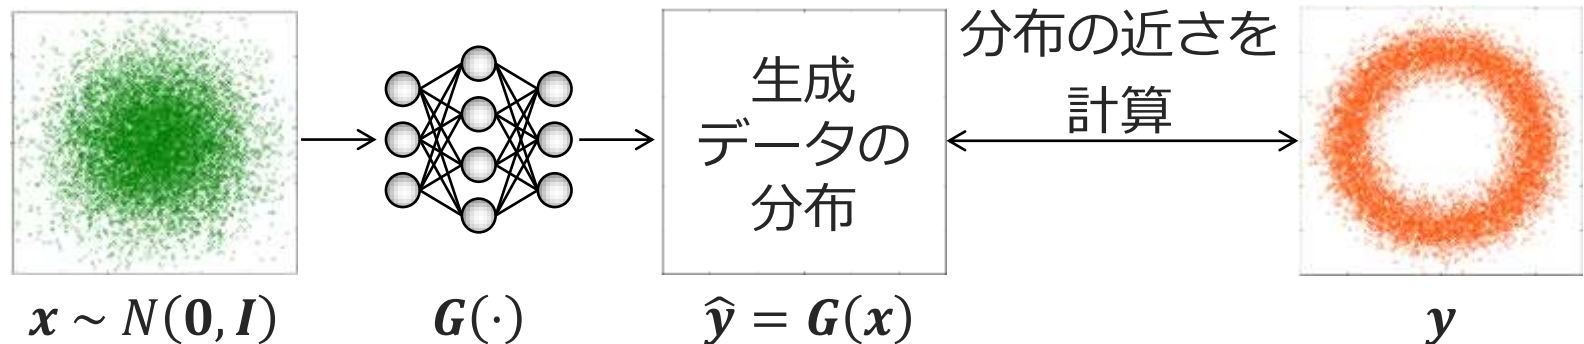 生成
データの
分布
分布の近さを
計算
x ~ N(0, I)
G(·)
ŷ = G(x)
y